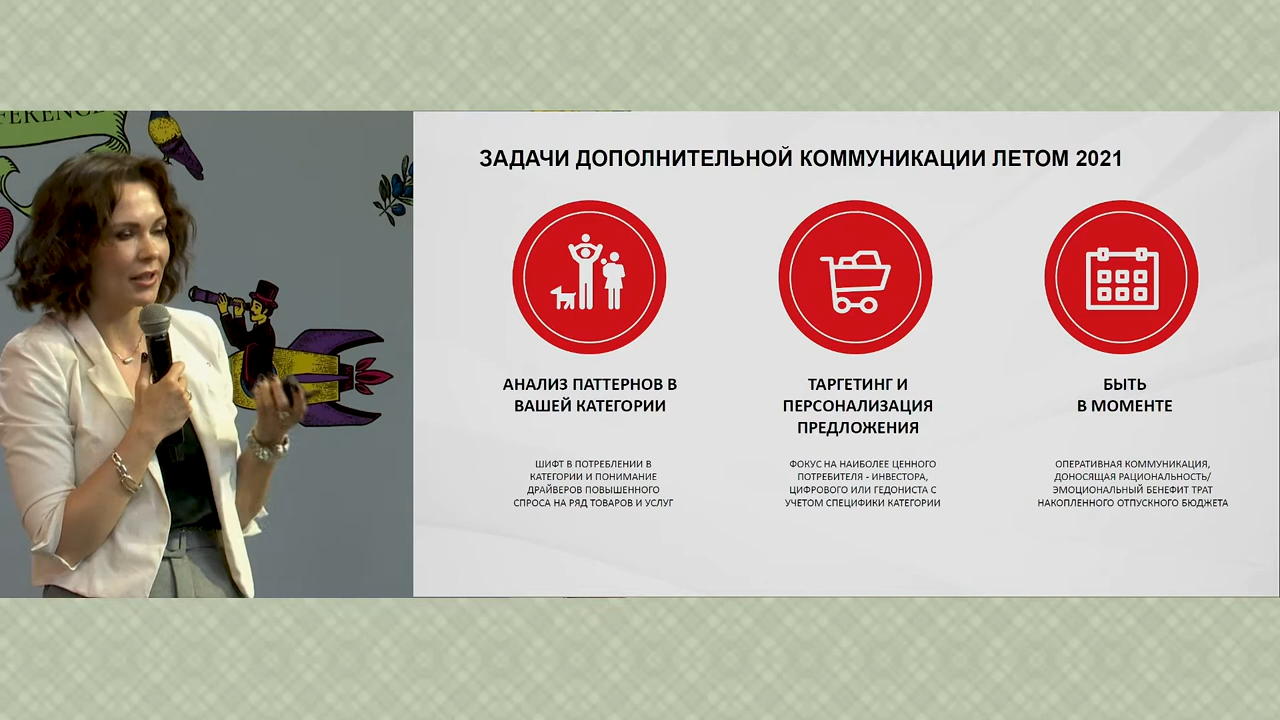 ЗАДАЧИ ДОПОЛНИТЕЛЬНОЙ КОММУНИКАЦИИ ЛЕТОМ 2021
АНАЛИЗ ПАТТЕРНОВ В
ВАШЕЙ КАТЕГОРИИ
ШИФТ В ПОТРЕБЛЕНИИ В
КАТЕГОРИИ И ПОНИМАНИЕ
ДРАЙВЕРОВ ПОВЫШЕННОГО
СПРОСА НА РЯД ТОВАРОВ И УСЛУГ
ТАРГЕТИНГ И
ПЕРСОНАЛИЗАЦИЯ
ПРЕДЛОЖЕНИЯ
ФОКУС НА НАИБОЛЕЕ ЦЕННОГО
ПОТРЕБИТЕЛЯ - ИНВЕСТОРА,
ЦИФРОВОГО ИЛИ ГЕДОНИСТА С
УЧЕТОМ СПЕЦИФИКИ КАТЕГОРИИ
БЫТЬ
В МОМЕНТЕ
ОПЕРАТИВНАЯ КОММУНИКАЦИЯ,
ДОНОСЯЩАЯ РАЦИОНАЛЬНОСТЬ/
ЭМОЦИОНАЛЬНЫЙ БЕНЕФИТ ТРАТ
НАКОПЛЕННОГО ОТПУСКНОГО БЮДЖЕТА